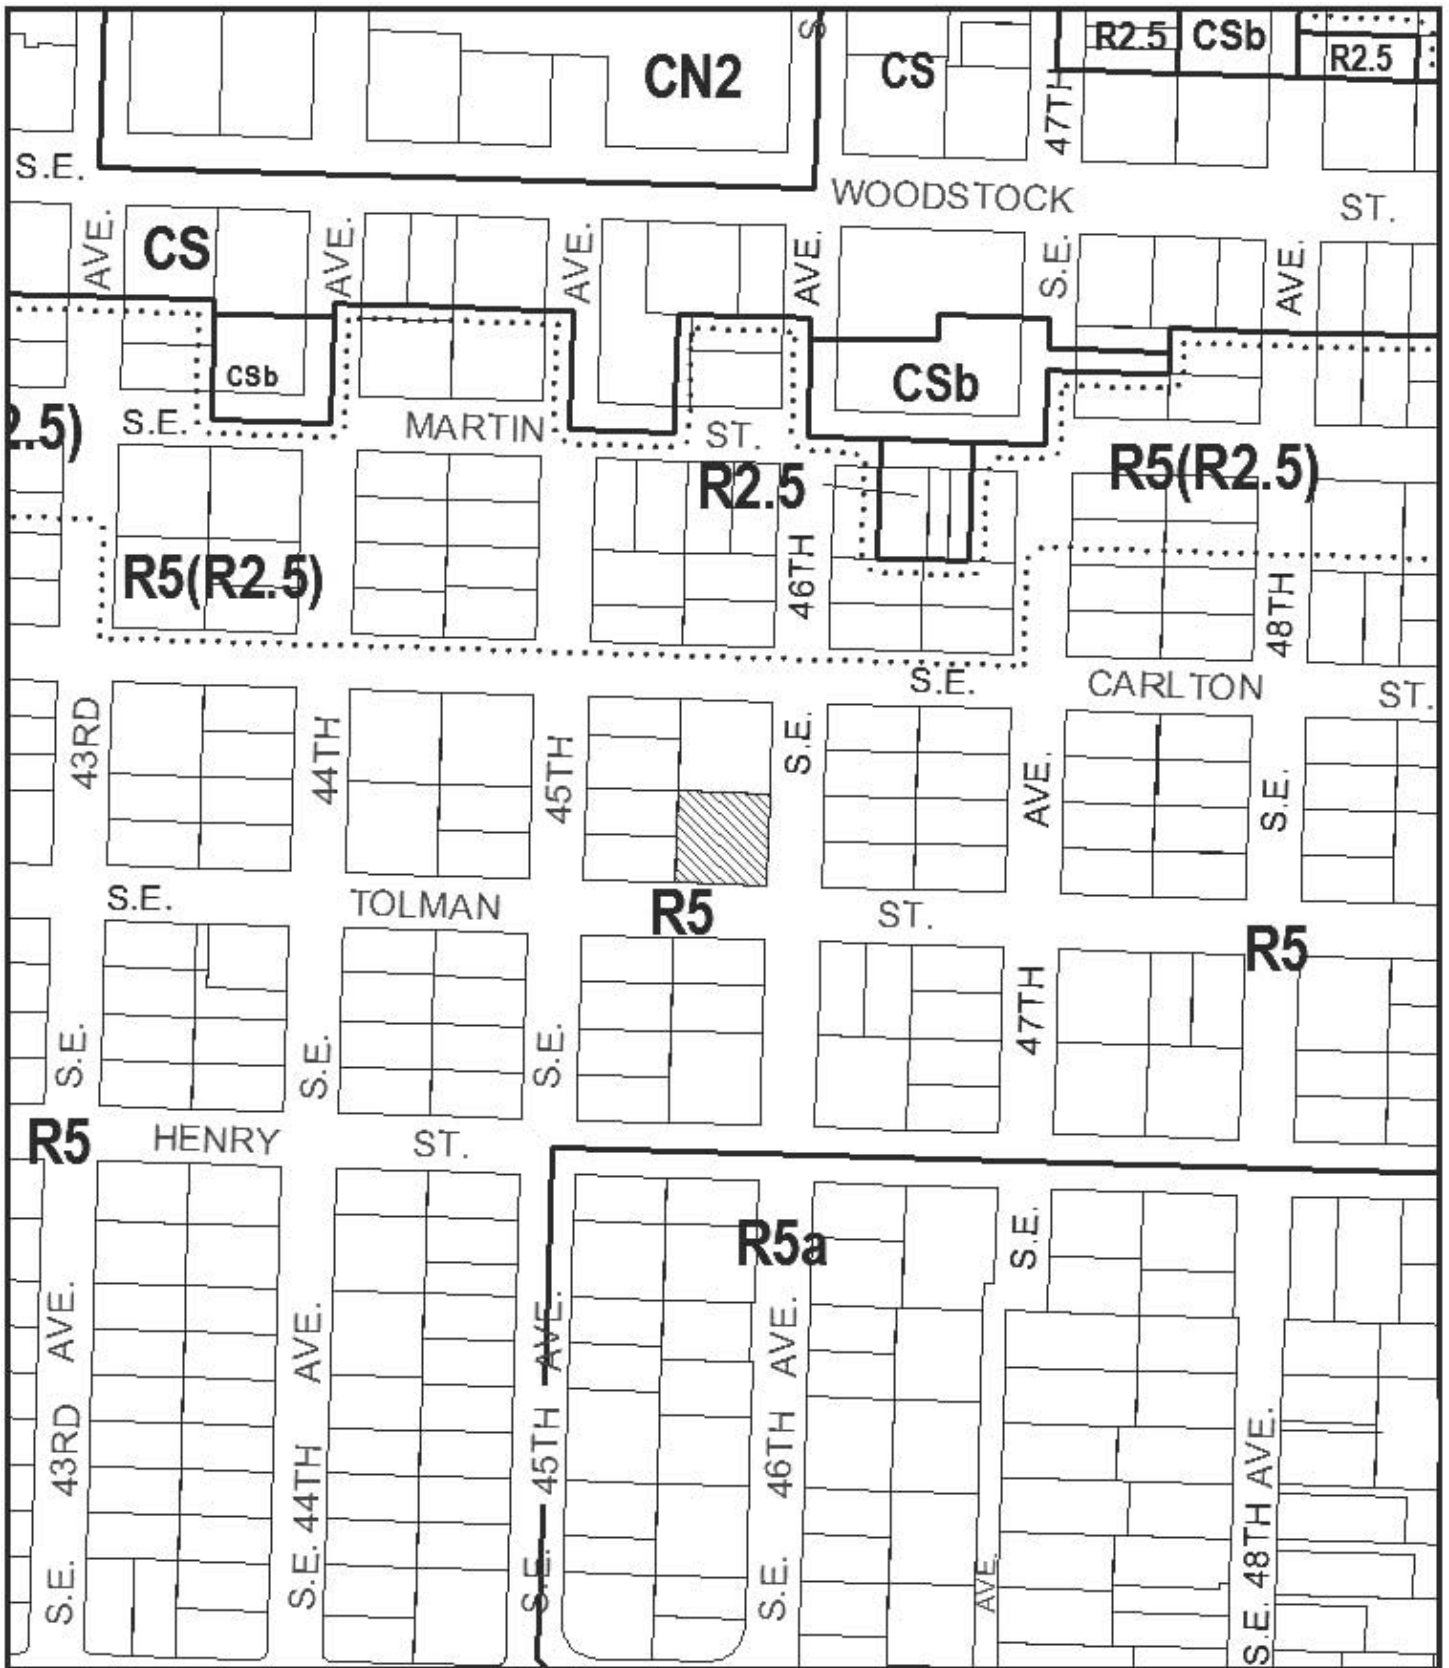 S
R2.5
CSb
R2.5
CN2
CS
47TH
S.E.
WOODSTOCK
ST.
AVE.
CS
AVE.
AVE.
AVE.
S.E.
AVE.
CSb
CSb
2.5)
S.E.
MARTIN
ST.
R2.5
R5(R2.5)
R5(R2.5)
46TH
48TH
S.E.
CARLTON
ST.
43RD
44TH
45TH
S.E.
AVE.
S.E.
S.E.
TOLMAN
R5
ST.
R5
47TH
S.E.
S.E.
S.E.
R5
HENRY
ST.
R5a
S.E.
S.E. 43RD AVE.
S.E. 44TH AVE.
S.E. 45TH AVE.
S.E. 46TH AVE.
AVE
S.E. 48TH AVE.